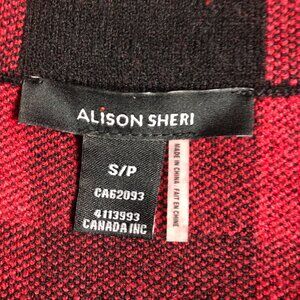 ALISON SHERI
S/P
CA62093
4113993
CANADA INC
MADE IN CHINA
FAIT EN CHINE